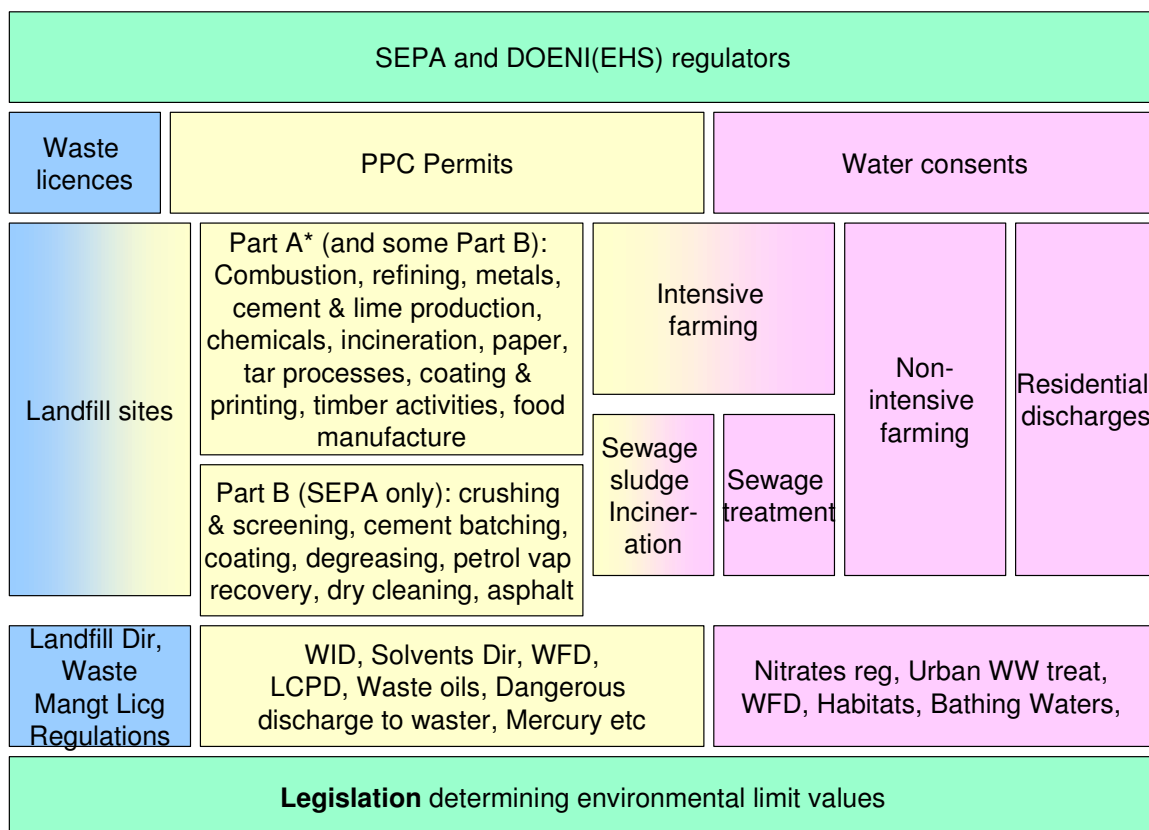 SEPA and DOENI(EHS) regulators
Waste
licences
PPC Permits
Water consents
Landfill sites
Part A* (and some Part B):
Combustion, refining, metals,
cement & lime production,
chemicals, incineration, paper,
tar processes, coating &
printing, timber activities, food
manufacture
Part B (SEPA only): crushing
& screening, cement batching,
coating, degreasing, petrol vap
recovery, dry cleaning, asphalt
Intensive
farming
Sewage
sludge
Inciner-
ation
Sewage
treatment
Non-
intensive
farming
Residential
discharges
Landfill Dir,
Waste
Mangt Licg
Regulations
WID, Solvents Dir, WFD,
LCPD, Waste oils, Dangerous
discharge to waster, Mercury etc
Nitrates reg, Urban WW treat,
WFD, Habitats, Bathing Waters,
Legislation determining environmental limit values